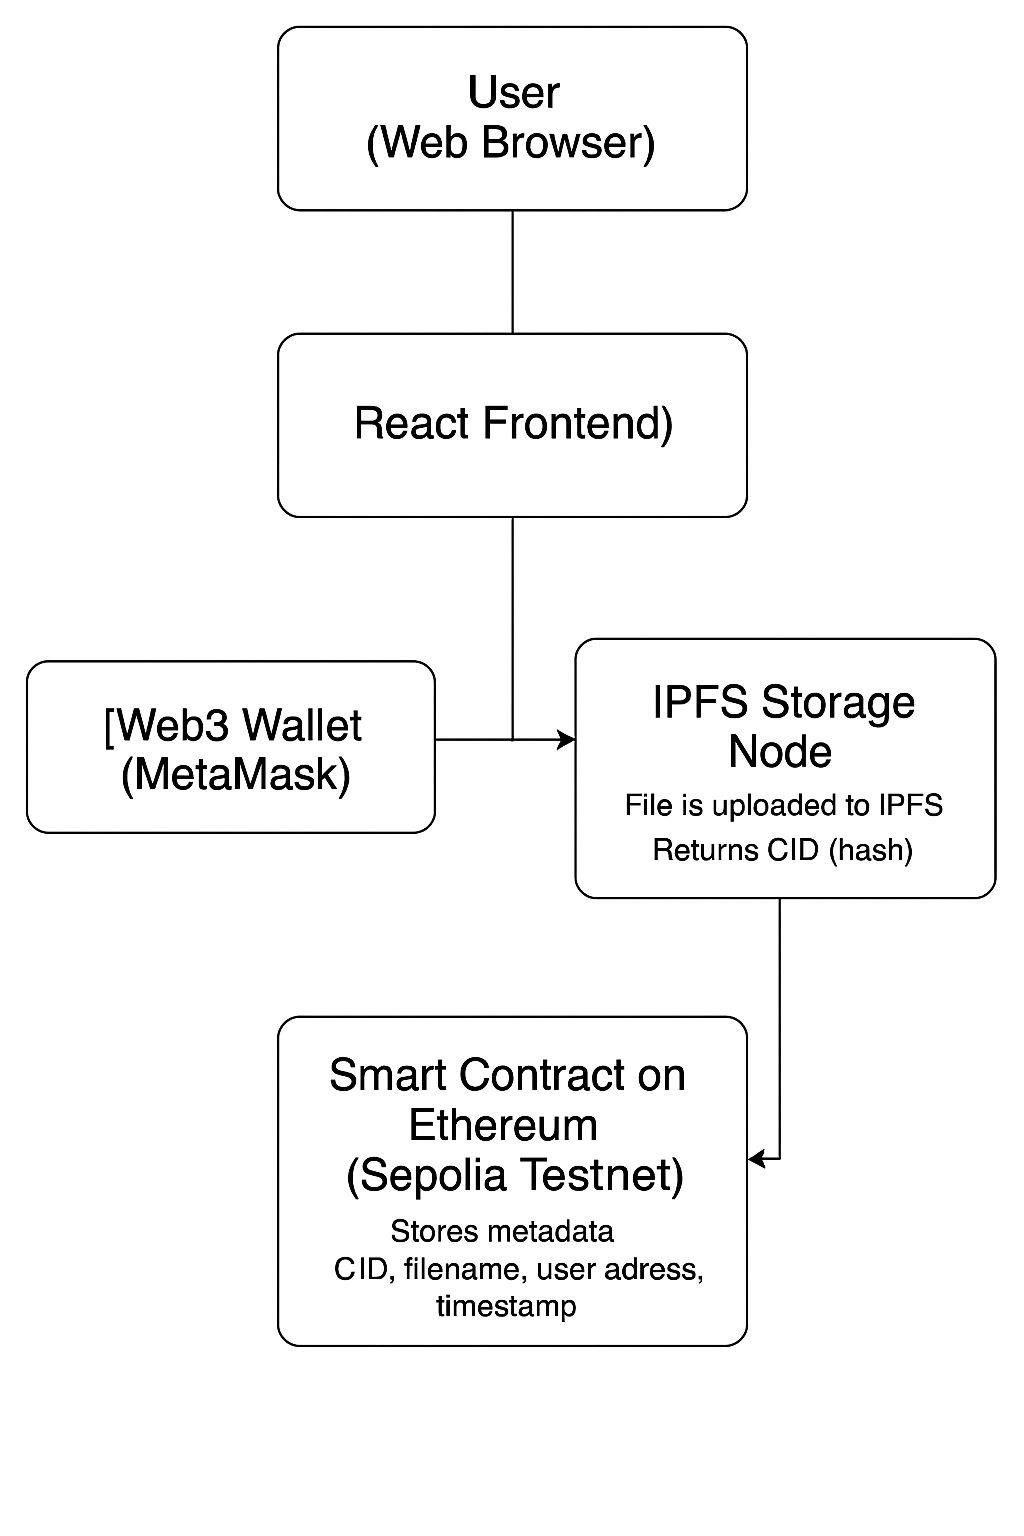 User
(Web Browser)
React Frontend)
[Web3 Wallet
(MetaMask)
IPFS Storage
Node
File is uploaded to IPFS
Returns CID (hash)
Smart Contract on
Ethereum
(Sepolia Testnet)
Stores metadata
CID, filename, user adress,
timestamp